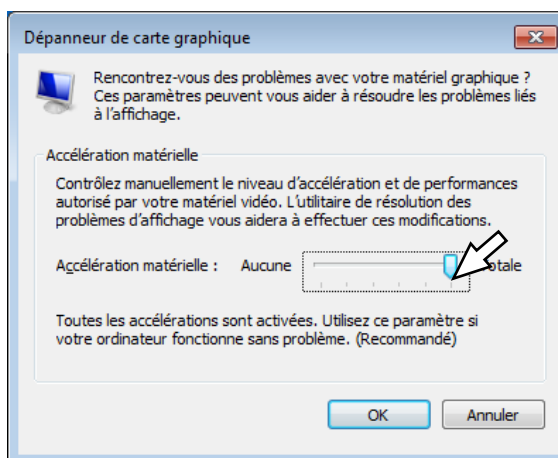 Dépanneur de carte graphique
Rencontrez-vous des problèmes avec votre matériel graphique ?
Ces paramètres peuvent vous aider à résoudre les problèmes liés
à l'affichage.
Accélération matérielle
Contrôlez manuellement le niveau d'accélération et de performances
autorisé par votre matériel vidéo. L'utilitaire de résolution des
problèmes d'affichage vous aidera à effectuer ces modifications.
Accélération matérielle : Aucune Totale
Toutes les accélérations sont activées. Utilisez ce paramètre si
votre ordinateur fonctionne sans problème. (Recommandé)
OK Annuler